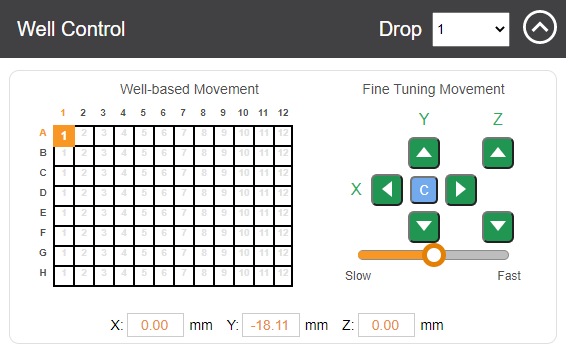 Well Control Drop 1
Well-based Movement Fine Tuning Movement
1 2 3 4 5 6 7 8 9 10 11 12
Y Z
A 1 2 3 4 5 6 7 8 9 10 11 12
B 1 2 3 4 5 6 7 8 9 10 11 12
C 1 2 3 4 5 6 7 8 9 10 11 12
D 1 2 3 4 5 6 7 8 9 10 11 12
X C
E 1 2 3 4 5 6 7 8 9 10 11 12
F 1 2 3 4 5 6 7 8 9 10 11 12
G 1 2 3 4 5 6 7 8 9 10 11 12
H 1 2 3 4 5 6 7 8 9 10 11 12
Slow Fast
X: 0.00 mm Y: -18.11 mm Z: 0.00 mm